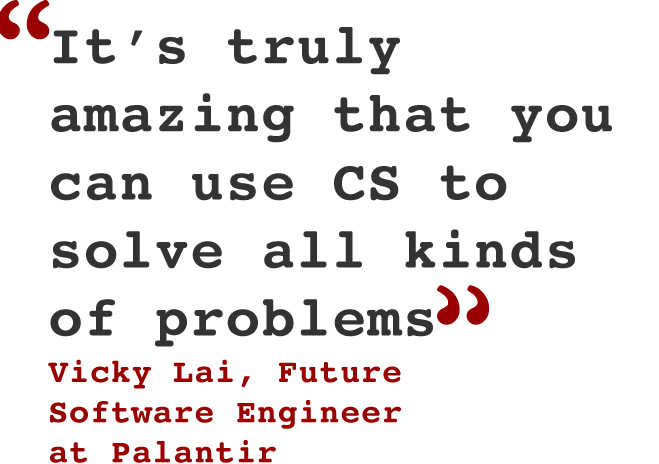 “It’s truly
amazing that you
can use CS to
solve all kinds
of problems”
Vicky Lai, Future
Software Engineer
at Palantir